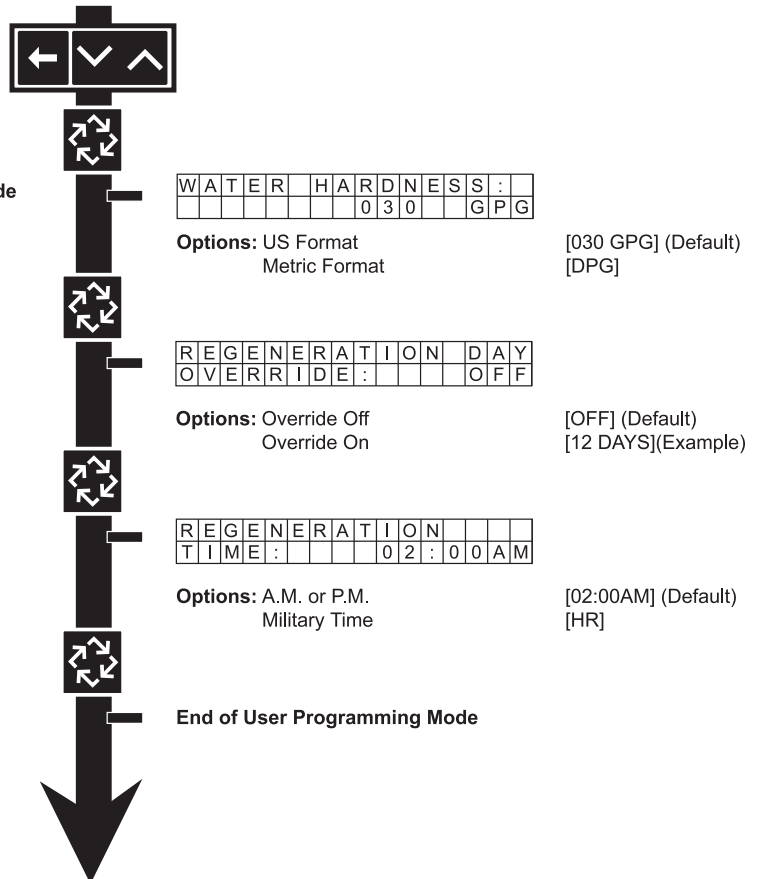 de
WATER HARDNESS:
030 GPG
Options: US Format [030 GPG] (Default)
Metric Format [DPG]
REGENERATION DAY
OVERRIDE: OFF
Options: Override Off [OFF] (Default)
Override On [12 DAYS](Example)
REGENERATION
TIME: 02:00AM
Options: A.M. or P.M. [02:00AM] (Default)
Military Time [HR]
End of User Programming Mode